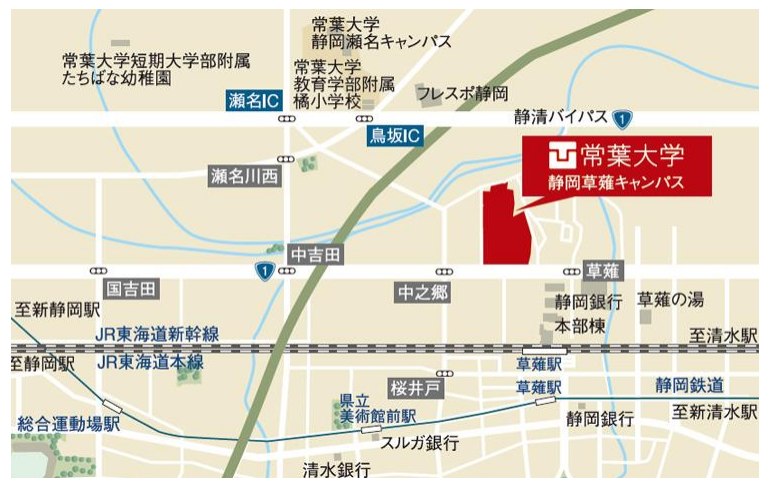 常葉大学
静岡瀬名キャンパス
常葉大学短期大学部附属
たちばな幼稚園
常葉大学
教育学部附属
橘小学校
フレスポ静岡
瀬名IC
静清バイパス
1
鳥坂IC
常葉大学
静岡草薙キャンパス
瀬名川西
中吉田
1
国吉田
中之郷
草薙
静岡銀行
本部棟
草薙の湯
至新静岡駅
JR東海道新幹線
至清水駅
至静岡駅
JR東海道本線
草薙駅
桜井戸
草薙駅
静岡鉄道
県立
美術館前駅
静岡銀行
至新清水駅
総合運動場駅
スルガ銀行
清水銀行